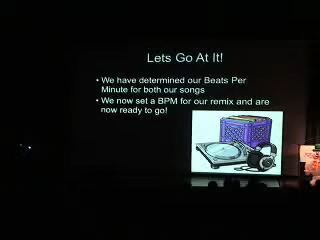 Lets Go At It!
• We have determined our Beats Per
Minute for both our songs
• We now set a BPM for our remix and are
now ready to go!